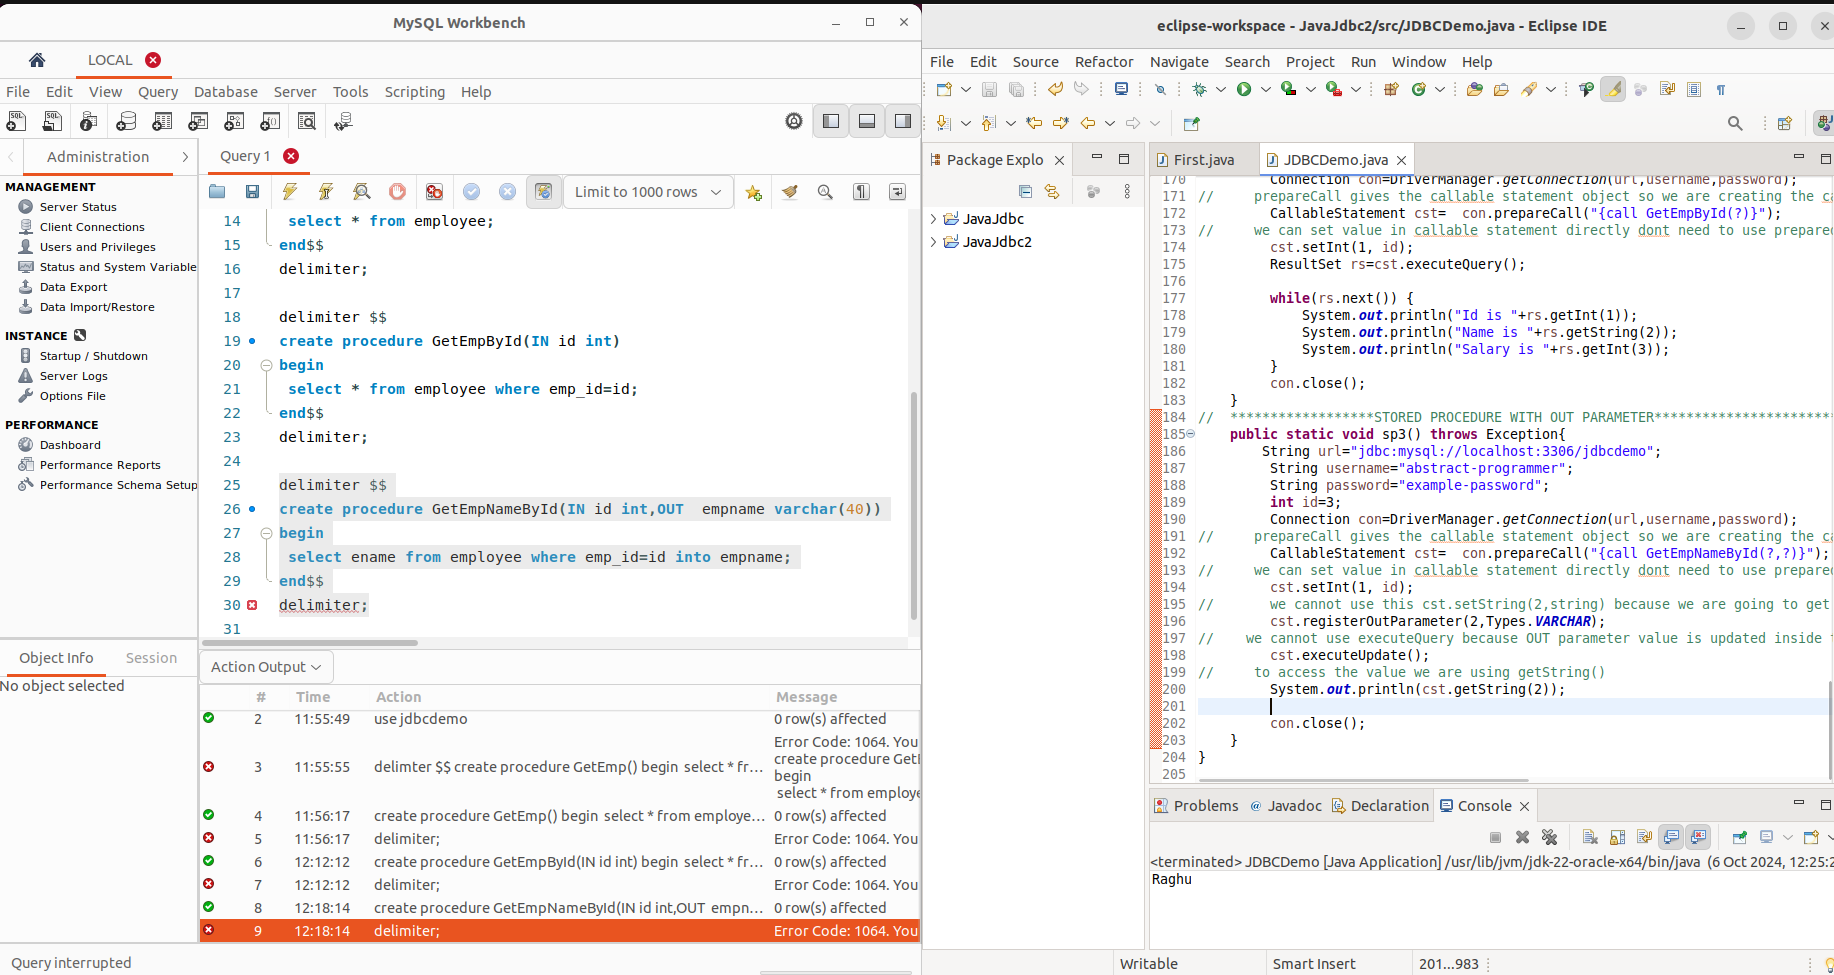 MySQL Workbench
LOCAL
File Edit View Query Database Server Tools Scripting Help
Administration
Query 1
MANAGEMENT
Server Status
Client Connections
Users and Privileges
Status and System Variable
Data Export
Data Import/Restore
INSTANCE
Startup / Shutdown
Server Logs
Options File
PERFORMANCE
Dashboard
Performance Reports
Performance Schema Setup
Object Info Session
No object selected
Limit to 1000 rows
14 select * from employee;
15 end$$
16 delimiter;
17
18 delimiter $$
19 create procedure GetEmpById(IN id int)
20 begin
21 select * from employee where emp_id=id;
22 end$$
23 delimiter;
24
25 delimiter $$
26 create procedure GetEmpNameById(IN id int,OUT empname varchar(40))
27 begin
28 select ename from employee where emp_id=id into empname;
29 end$$
30 delimiter;
31
Action Output
# Time Action Message
2 11:55:49 use jdbcdemo 0 row(s) affected
3 11:55:55 delimter $$ create procedure GetEmp() begin select * fr... Error Code: 1064. You
create procedure GetE
begin
select * from employe
4 11:56:17 create procedure GetEmp() begin select * from employe... 0 row(s) affected
5 11:56:17 delimiter; Error Code: 1064. You
6 12:12:12 create procedure GetEmpById(IN id int) begin select * fr... 0 row(s) affected
7 12:12:12 delimiter; Error Code: 1064. You
8 12:18:14 create procedure GetEmpNameById(IN id int,OUT empn... 0 row(s) affected
9 12:18:14 delimiter; Error Code: 1064. You
Query interrupted
eclipse-workspace - JavaJdbc2/src/JDBCDemo.java - Eclipse IDE
File Edit Source Refactor Navigate Search Project Run Window Help
Package Explo
JavaJdbc
JavaJdbc2
First.java JDBCDemo.java
170 Connection con=DriverManager.getConnection(url,username,password);
171 // prepareCall gives the callable statement object so we are creating the ca
172 CallableStatement cst= con.prepareCall("{call GetEmpById(?)}");
173 // we can set value in callable statement directly dont need to use prepared
174 cst.setInt(1, id);
175 ResultSet rs=cst.executeQuery();
176
177 while(rs.next()) {
178 System.out.println("Id is "+rs.getInt(1));
179 System.out.println("Name is "+rs.getString(2));
180 System.out.println("Salary is "+rs.getInt(3));
181 }
182 con.close();
183 }
184 // ******************STORED PROCEDURE WITH OUT PARAMETER**********************
185 public static void sp3() throws Exception{
186 String url="jdbc:mysql://localhost:3306/jdbcdemo";
187 String username="abstract-programmer";
188 String password="example-password";
189 int id=3;
190 Connection con=DriverManager.getConnection(url,username,password);
191 // prepareCall gives the callable statement object so we are creating the ca
192 CallableStatement cst= con.prepareCall("{call GetEmpNameById(?,?)}");
193 // we can set value in callable statement directly dont need to use prepared
194 cst.setInt(1, id);
195 // we cannot use this cst.setString(2,string) because we are going to get
196 cst.registerOutParameter(2,Types.VARCHAR);
197 // we cannot use executeQuery because OUT parameter value is updated inside
198 cst.executeUpdate();
199 // to access the value we are using getString()
200 System.out.println(cst.getString(2));
201
202 con.close();
203 }
204 }
205
Problems Javadoc Declaration Console
<terminated> JDBCDemo [Java Application] /usr/lib/jvm/jdk-22-oracle-x64/bin/java (6 Oct 2024, 12:25:2
Raghu
Writable Smart Insert 201...983